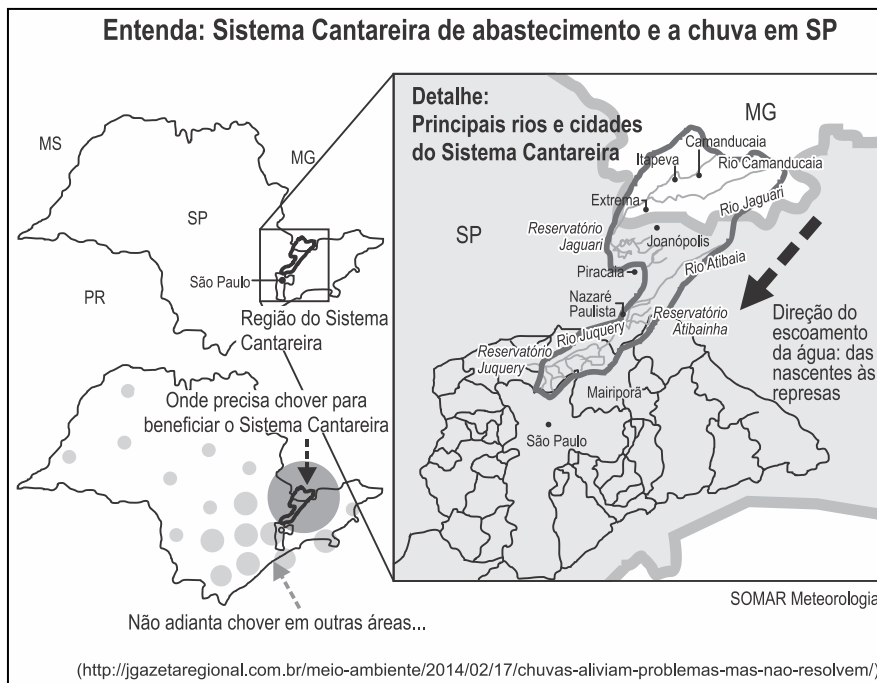 Entenda: Sistema Cantareira de abastecimento e a chuva em SP
MS
MG
SP
São Paulo
PR
Região do Sistema
Cantareira
Onde precisa chover para
beneficiar o Sistema Cantareira
Não adianta chover em outras áreas...
Detalhe:
Principais rios e cidades
do Sistema Cantareira
MG
Camanducaia
Itapeva
Rio Camanducaia
Extrema
Rio Jaguari
SP
Reservatório
Jaguari
Joanópolis
Piracaia
Rio Atibaia
Nazaré
Paulista
Rio Juquery
Reservatório
Atibainha
Reservatório
Juquery
Mairiporã
São Paulo
Direção do
escoamento
da água: das
nascentes às
represas
SOMAR Meteorologia
(http://jgazetaregional.com.br/meio-ambiente/2014/02/17/chuvas-aliviam-problemas-mas-nao-resolvem/)